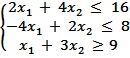 2x₁ + 4x₂ ≤ 16
−4x₁ + 2x₂ ≤ 8
x₁ + 3x₂ ≥ 9